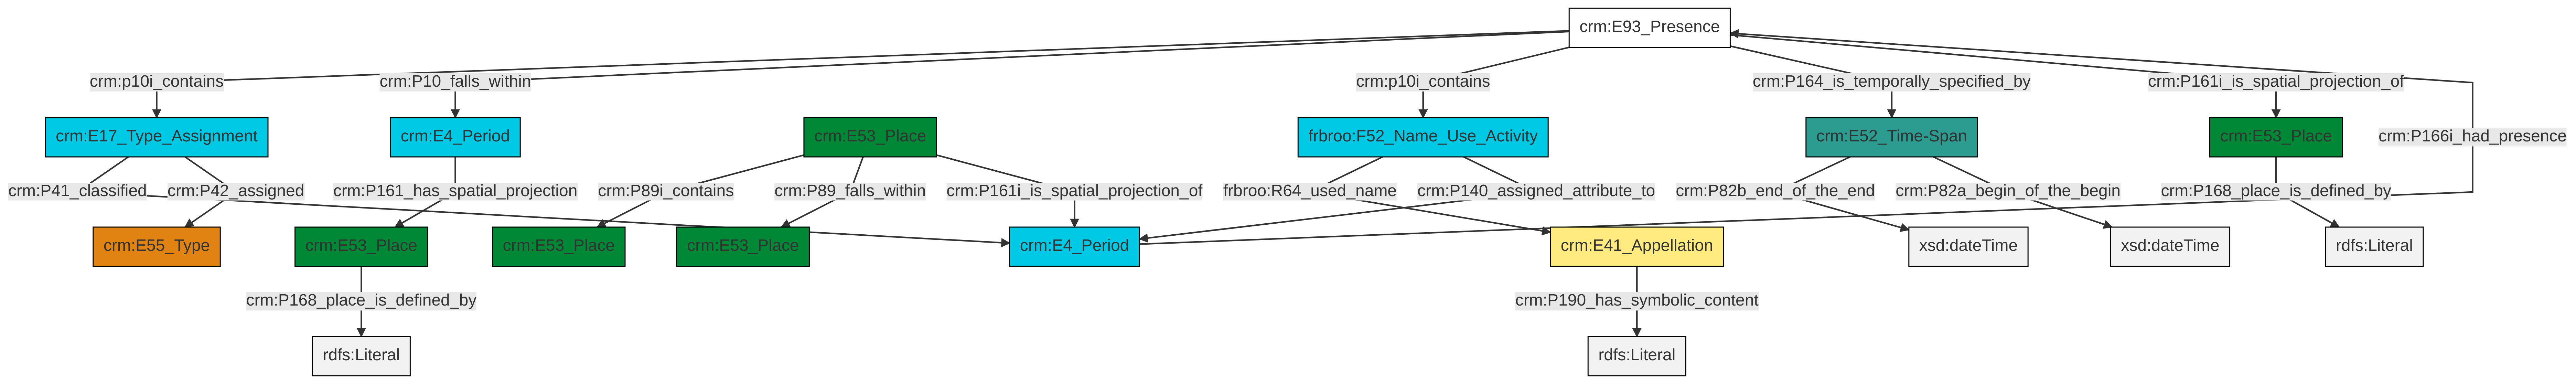 crm:E93_Presence
crm:p10i_contains
crm:P10_falls_within
crm:p10i_contains
crm:P164_is_temporally_specified_by
crm:P161i_is_spatial_projection_of
crm:E17_Type_Assignment
crm:E4_Period
crm:E53_Place
frbroo:F52_Name_Use_Activity
crm:E52_Time-Span
crm:E53_Place
crm:P166i_had_presence
crm:P41_classified
crm:P42_assigned
crm:P161_has_spatial_projection
crm:P89i_contains
crm:P89_falls_within
crm:P161i_is_spatial_projection_of
frbroo:R64_used_name
crm:P140_assigned_attribute_to
crm:P82b_end_of_the_end
crm:P82a_begin_of_the_begin
crm:P168_place_is_defined_by
crm:E55_Type
crm:E53_Place
crm:E53_Place
crm:E53_Place
crm:E4_Period
crm:E41_Appellation
xsd:dateTime
xsd:dateTime
rdfs:Literal
crm:P168_place_is_defined_by
crm:P190_has_symbolic_content
rdfs:Literal
rdfs:Literal